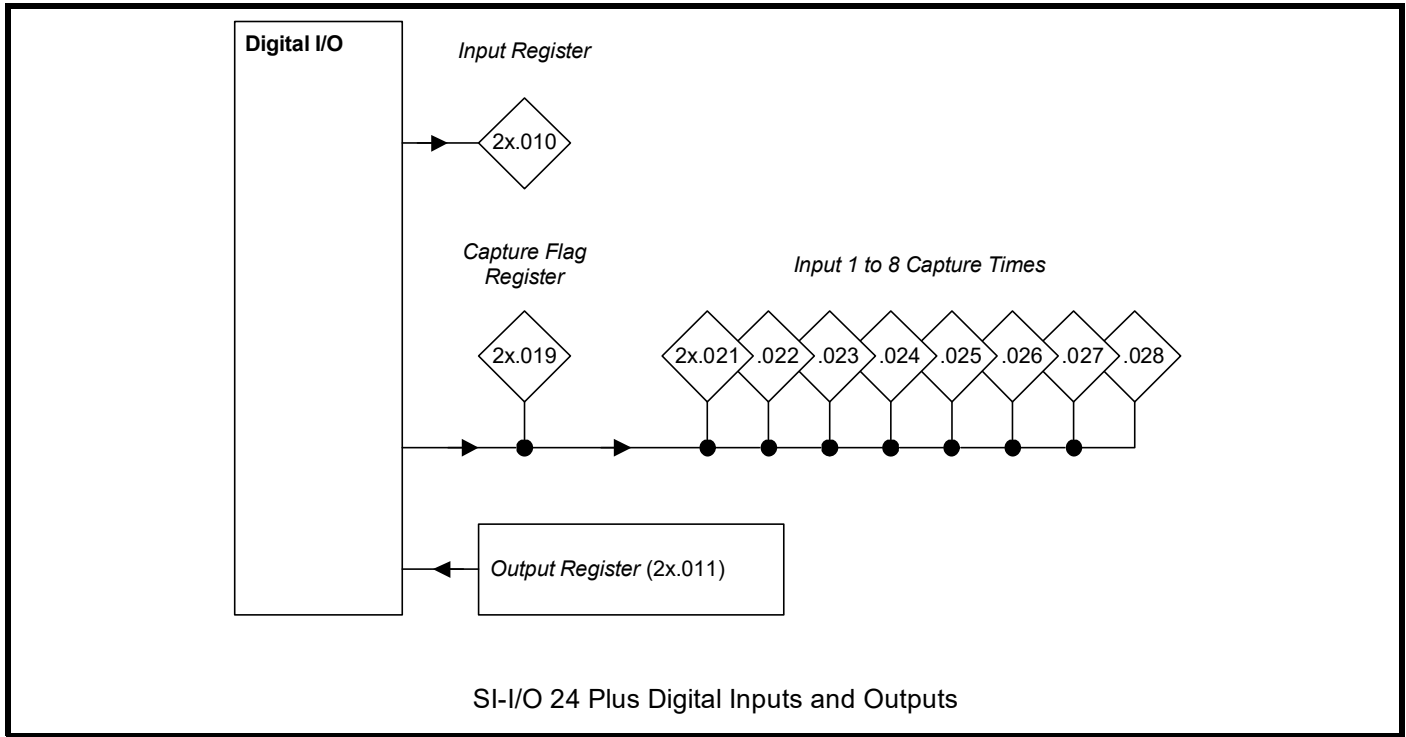 Digital I/O
Input Register
2x.010
Capture Flag
Register
Input 1 to 8 Capture Times
2x.019
2x.021 .022 .023 .024 .025 .026 .027 .028
Output Register (2x.011)
SI-I/O 24 Plus Digital Inputs and Outputs